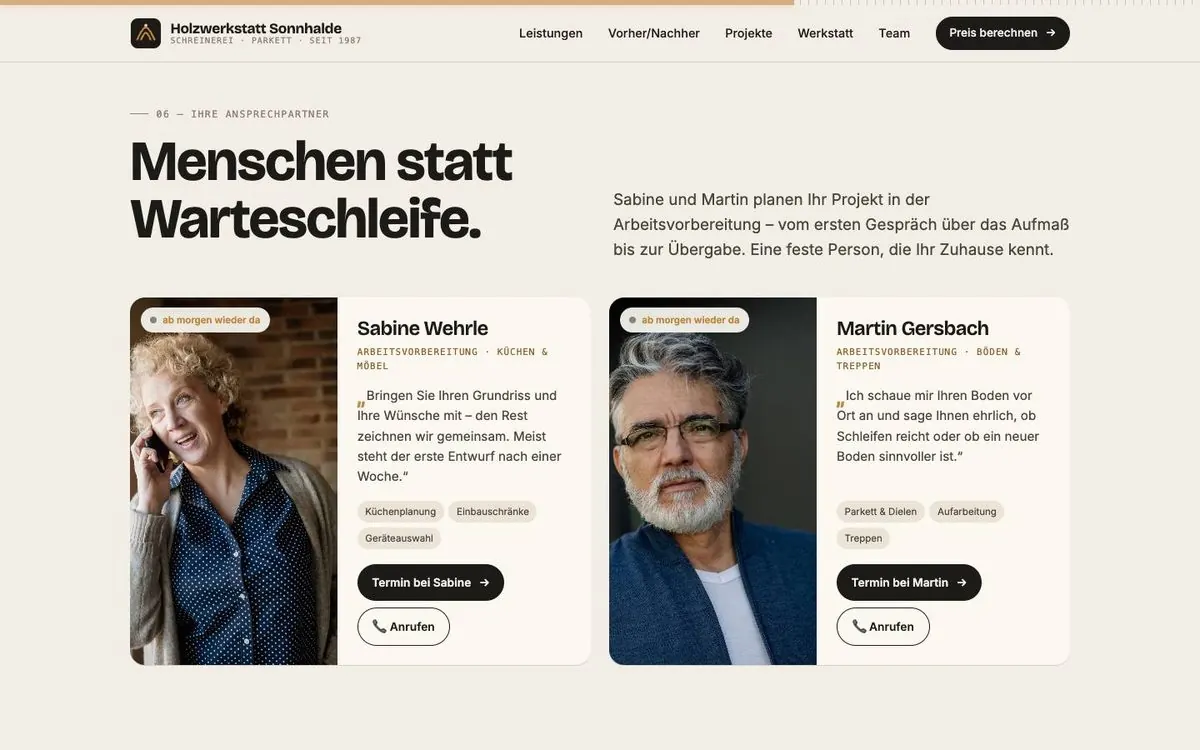 Holzwerkstatt Sonnhalde
SCHREINEREI · PARKETT · SEIT 1987
Leistungen
Vorher/Nachher
Projekte
Werkstatt
Team
Preis berechnen →
06 — IHRE ANSPRECHPARTNER
Menschen statt
Warteschleife.
Sabine und Martin planen Ihr Projekt in der
Arbeitsvorbereitung – vom ersten Gespräch über das Aufmaß
bis zur Übergabe. Eine feste Person, die Ihr Zuhause kennt.
ab morgen wieder da
Sabine Wehrle
ARBEITSVORBEREITUNG · KÜCHEN &
MÖBEL
„Bringen Sie Ihren Grundriss und
Ihre Wünsche mit – den Rest
zeichnen wir gemeinsam. Meist
steht der erste Entwurf nach einer
Woche.“
Küchenplanung
Einbauschränke
Geräteauswahl
Termin bei Sabine →
Anrufen
ab morgen wieder da
Martin Gersbach
ARBEITSVORBEREITUNG · BÖDEN &
TREPPEN
„Ich schaue mir Ihren Boden vor
Ort an und sage Ihnen ehrlich, ob
Schleifen reicht oder ob ein neuer
Boden sinnvoller ist.“
Parkett & Dielen
Aufarbeitung
Treppen
Termin bei Martin →
Anrufen